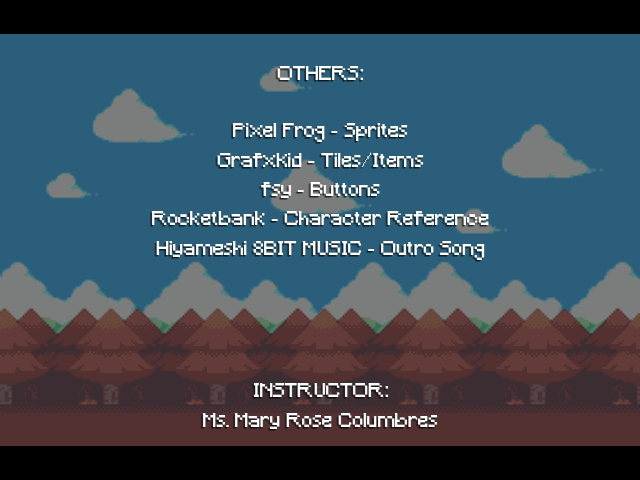 OTHERS:
Pixel Frog - Sprites
GrafxKid - Tiles/Items
fsy - Buttons
Rocketbank - Character Reference
Hiyameshi 8BIT MUSIC - Outro Song
INSTRUCTOR:
Ms. Mary Rose Columbres